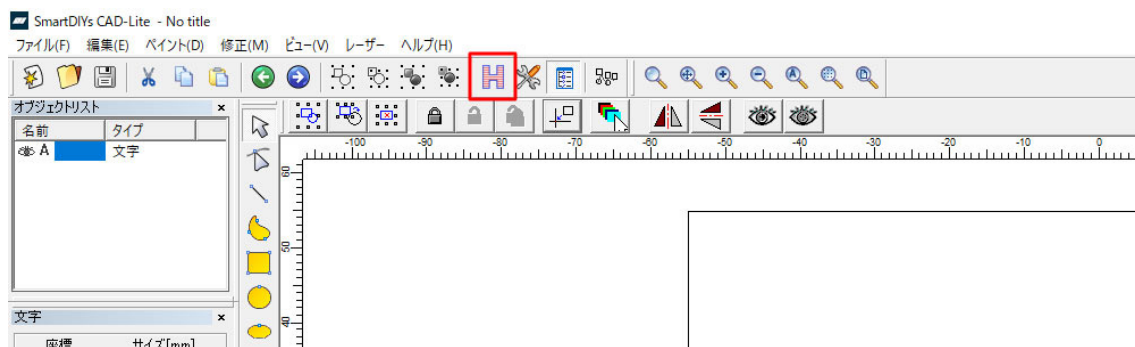 SmartDIYs CAD-Lite - No title
ファイル(F) 編集(E) ペイント(D) 修正(M) ビュー(V) レーザー ヘルプ(H)
オブジェクトリスト ×
名前 タイプ
A 文字
-100 -90 -80 -70 -60 -50 -40 -30 -20 -10 0
60
50
40
文字 ×
座標 サイズ[mm]